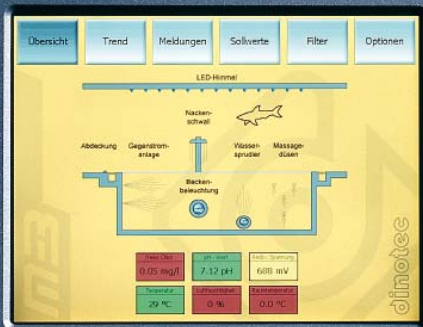 Übersicht
Trend
Meldungen
Sollwerte
Filter
Optionen
LED-Himmel
Nacken-
schwall
Abdeckung
Gegenstrom-
anlage
Wasser-
sprudler
Massage-
düsen
Becken-
beleuchtung
Freies Chlor
pH - Wert
Redox Spannung
0.05 mg/l
7.12 pH
688 mV
Temperatur
Luftfeuchtigkeit
Raumtemperatur
29 °C
0 %
0.0 °C
dinotec